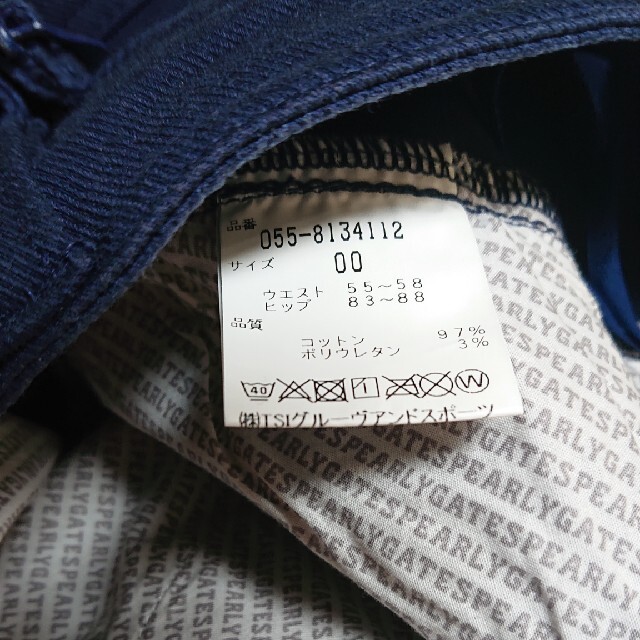 品番
055-8134112
サイズ 00
ウエスト 55~58
ヒップ 83~88
品質
コットン 97%
ポリウレタン 3%
40 W
㈱TSIグルーヴアンドスポーツ
PEARLYGATESPEARLYGATES